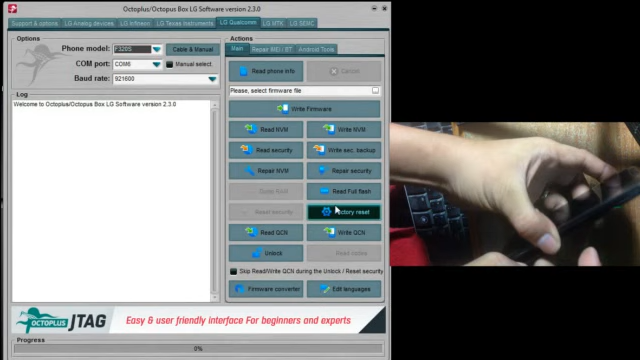 Octoplus/Octopus Box LG Software version 2.3.0
Support & options LG Analog devices LG Infineon LG Texas instruments LG Qualcomm LG MTK LG SEMC
Options
Phone model: F320S Cable & Manual
COM port: COM6 Manual select.
Baud rate: 921600
Log
Welcome to Octoplus/Octopus Box LG Software version 2.3.0
Actions
Main Repair IMEI / BT Android Tools
Read phone info Cancel
Please, select firmware file
Write Firmware
Read NVM Write NVM
Read security Write sec. backup
Repair NVM Repair security
Read Full flash
Reset security Factory reset
Read QCN Write QCN
Unlock Read codes
Skip Read/Write QCN during the Unlock / Reset security
Firmware converter Edit languages
OCTOPLUS JTAG Easy & user friendly interface For beginners and experts
Progress
0%